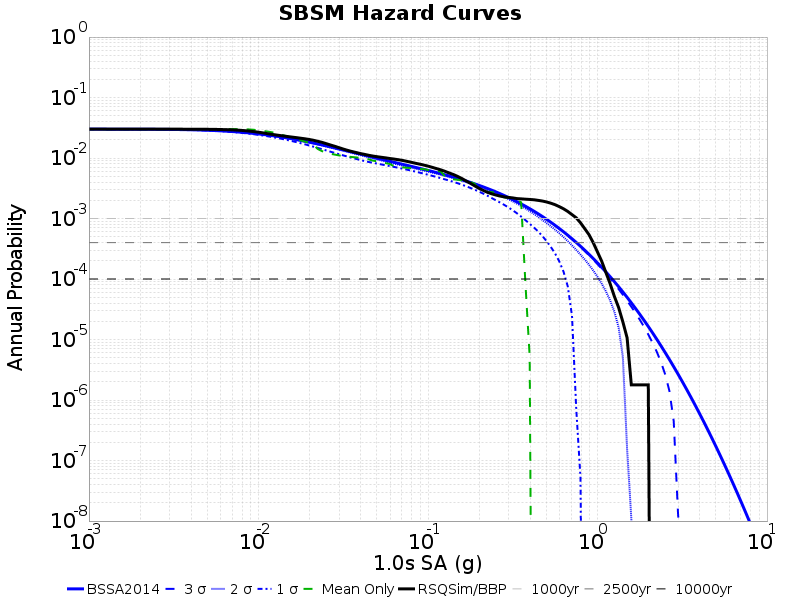 SBSM Hazard Curves
Annual Probability
10^0
10^-1
10^-2
10^-3
10^-4
10^-5
10^-6
10^-7
10^-8
10^-3 10^-2 10^-1 10^0 10^1
1.0s SA (g)
BSSA2014 3 σ 2 σ 1 σ Mean Only RSQSim/BBP 1000yr 2500yr 10000yr